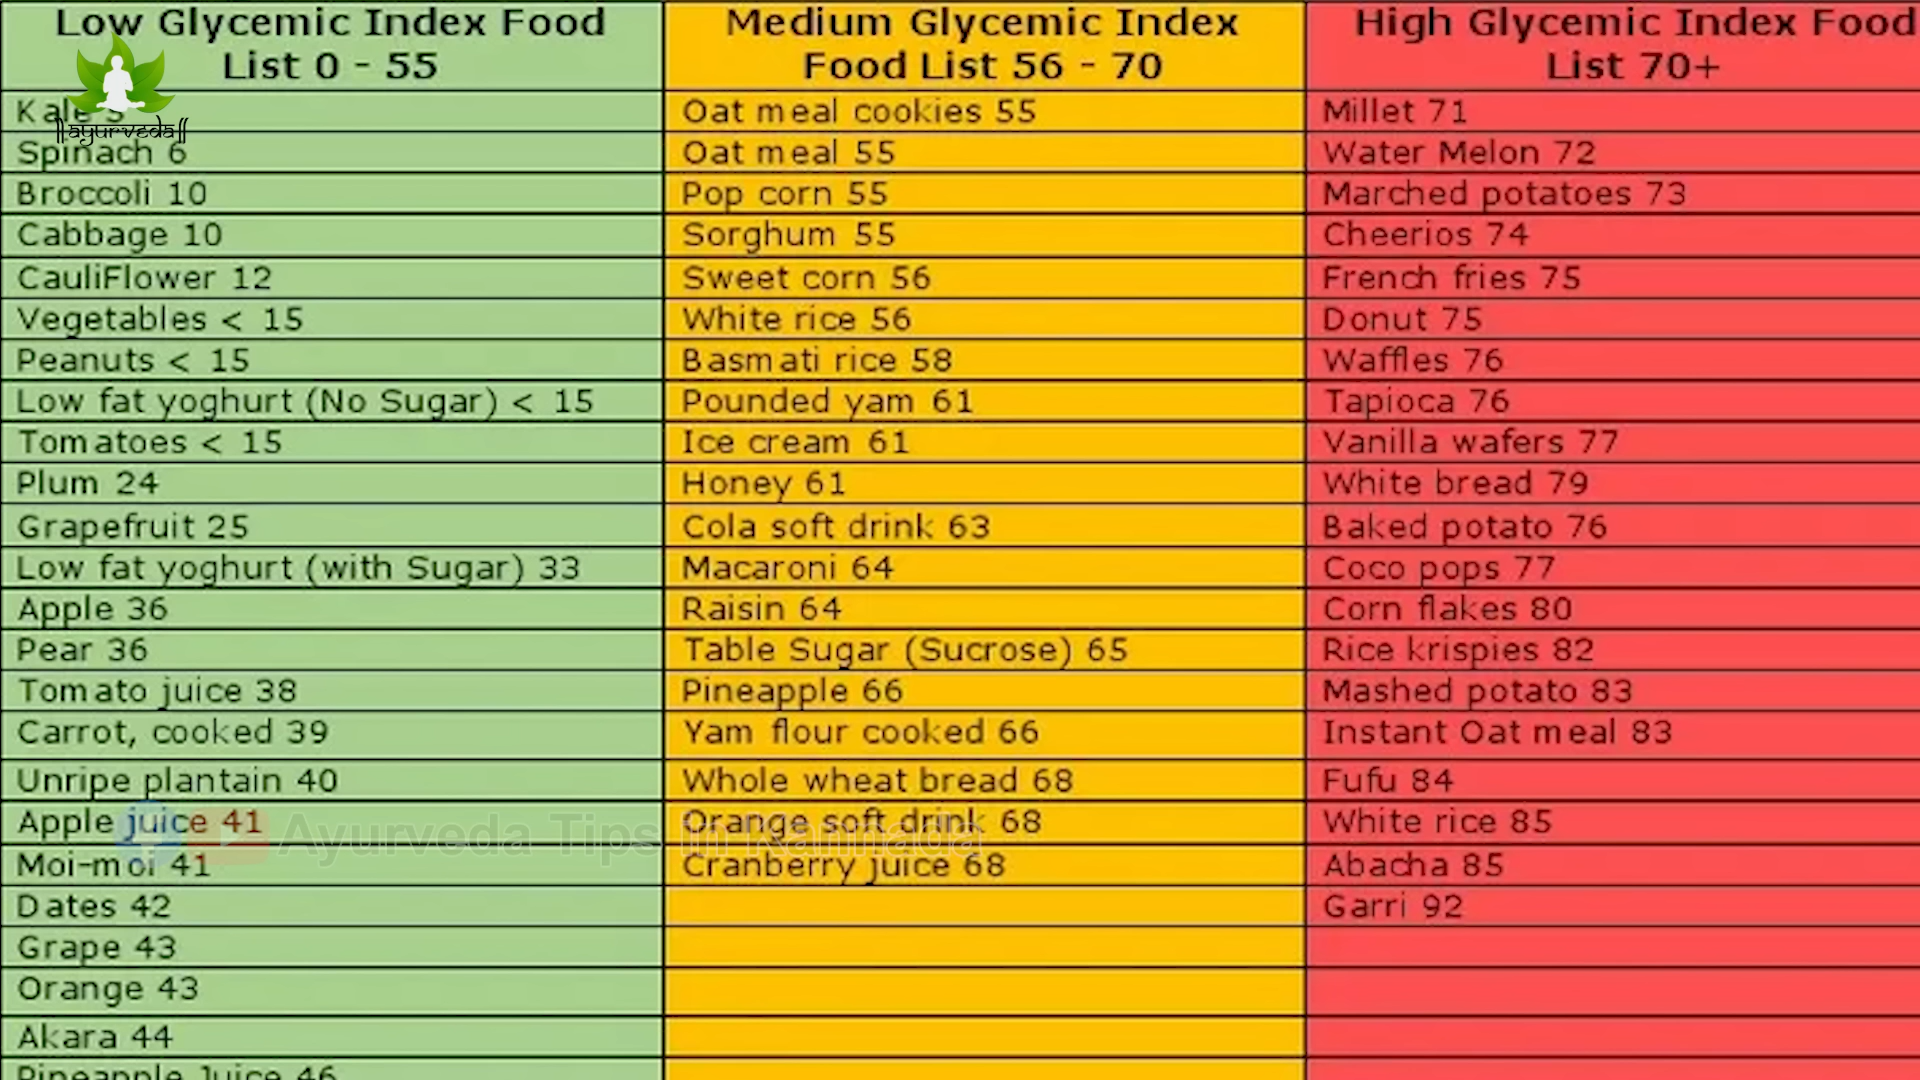 Low Glycemic Index Food
List 0 - 55
Kale 5
Spinach 6
Broccoli 10
Cabbage 10
CauliFlower 12
Vegetables < 15
Peanuts < 15
Low fat yoghurt (No Sugar) < 15
Tomatoes < 15
Plum 24
Grapefruit 25
Low fat yoghurt (with Sugar) 33
Apple 36
Pear 36
Tomato juice 38
Carrot, cooked 39
Unripe plantain 40
Apple juice 41
Moi-moi 41
Dates 42
Grape 43
Orange 43
Akara 44
Pineapple Juice 46
Medium Glycemic Index
Food List 56 - 70
Oat meal cookies 55
Oat meal 55
Pop corn 55
Sorghum 55
Sweet corn 56
White rice 56
Basmati rice 58
Pounded yam 61
Ice cream 61
Honey 61
Cola soft drink 63
Macaroni 64
Raisin 64
Table Sugar (Sucrose) 65
Pineapple 66
Yam flour cooked 66
Whole wheat bread 68
Orange soft drink 68
Cranberry juice 68
High Glycemic Index Food
List 70+
Millet 71
Water Melon 72
Marched potatoes 73
Cheerios 74
French fries 75
Donut 75
Waffles 76
Tapioca 76
Vanilla wafers 77
White bread 79
Baked potato 76
Coco pops 77
Corn flakes 80
Rice krispies 82
Mashed potato 83
Instant Oat meal 83
Fufu 84
White rice 85
Abacha 85
Garri 92
||ayurveda||
Ayurveda Tips in Kannada